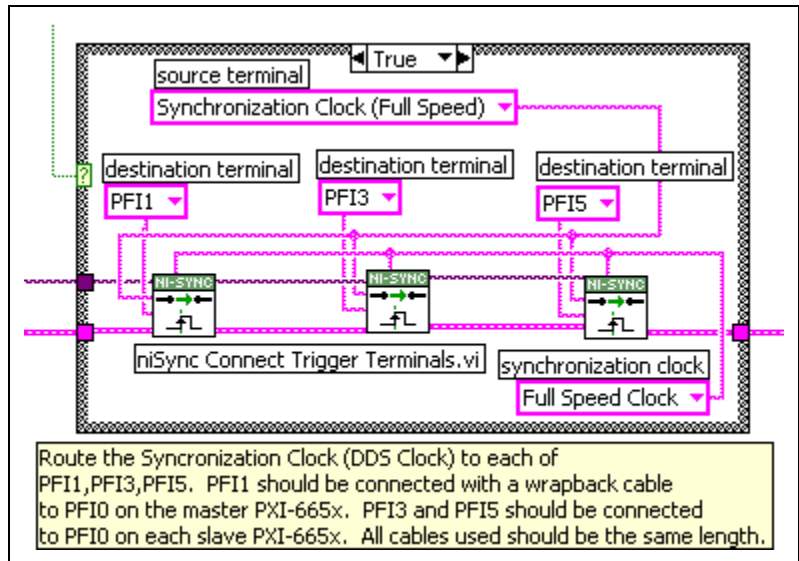 True
source terminal
Synchronization Clock (Full Speed)
?
destination terminal
destination terminal
destination terminal
PFI1
PFI3
PFI5
NI-SYNC
NI-SYNC
NI-SYNC
niSync Connect Trigger Terminals.vi
synchronization clock
Full Speed Clock
Route the Syncronization Clock (DDS Clock) to each of
PFI1,PFI3,PFI5.  PFI1 should be connected with a wrapback cable
to PFI0 on the master PXI-665x.  PFI3 and PFI5 should be connected
to PFI0 on each slave PXI-665x.  All cables used should be the same length.